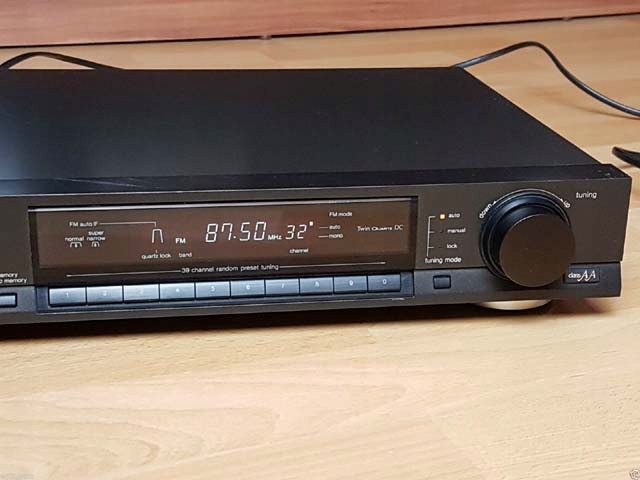 tuning
down
up
FM mode
FM auto IF
super
normal narrow
FM
87.50 MHz 32
auto
mono
Twin Quartz DC
quartz lock band
channel
auto
manual
lock
tuning mode
39 channel random preset tuning
emory
memory
1 2 3 4 5 6 7 8 9 0
class AA